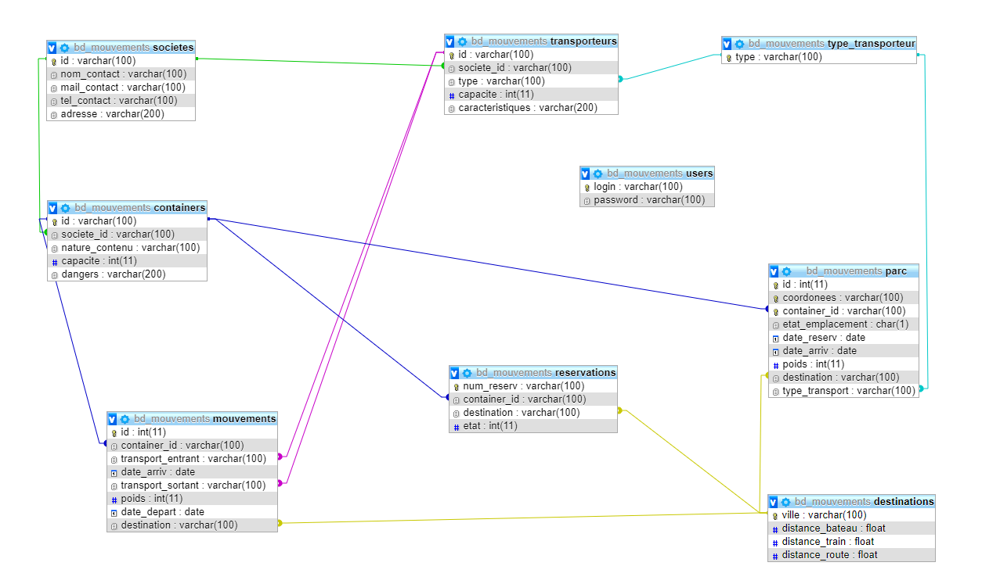 bd_mouvements societes
id : varchar(100)
nom_contact : varchar(100)
mail_contact : varchar(100)
tel_contact : varchar(100)
adresse : varchar(200)
bd_mouvements transporteurs
id : varchar(100)
societe_id : varchar(100)
type : varchar(100)
capacite : int(11)
caracteristiques : varchar(200)
bd_mouvements type_transporteur
type : varchar(100)
bd_mouvements users
login : varchar(100)
password : varchar(100)
bd_mouvements containers
id : varchar(100)
societe_id : varchar(100)
nature_contenu : varchar(100)
capacite : int(11)
dangers : varchar(200)
bd_mouvements parc
id : int(11)
coordonees : varchar(100)
container_id : varchar(100)
etat_emplacement : char(1)
date_reserv : date
date_arriv : date
poids : int(11)
destination : varchar(100)
type_transport : varchar(100)
bd_mouvements reservations
num_reserv : varchar(100)
container_id : varchar(100)
destination : varchar(100)
etat : int(11)
bd_mouvements mouvements
id : int(11)
container_id : varchar(100)
transport_entrant : varchar(100)
date_arriv : date
transport_sortant : varchar(100)
poids : int(11)
date_depart : date
destination : varchar(100)
bd_mouvements destinations
ville : varchar(100)
distance_bateau : float
distance_train : float
distance_route : float